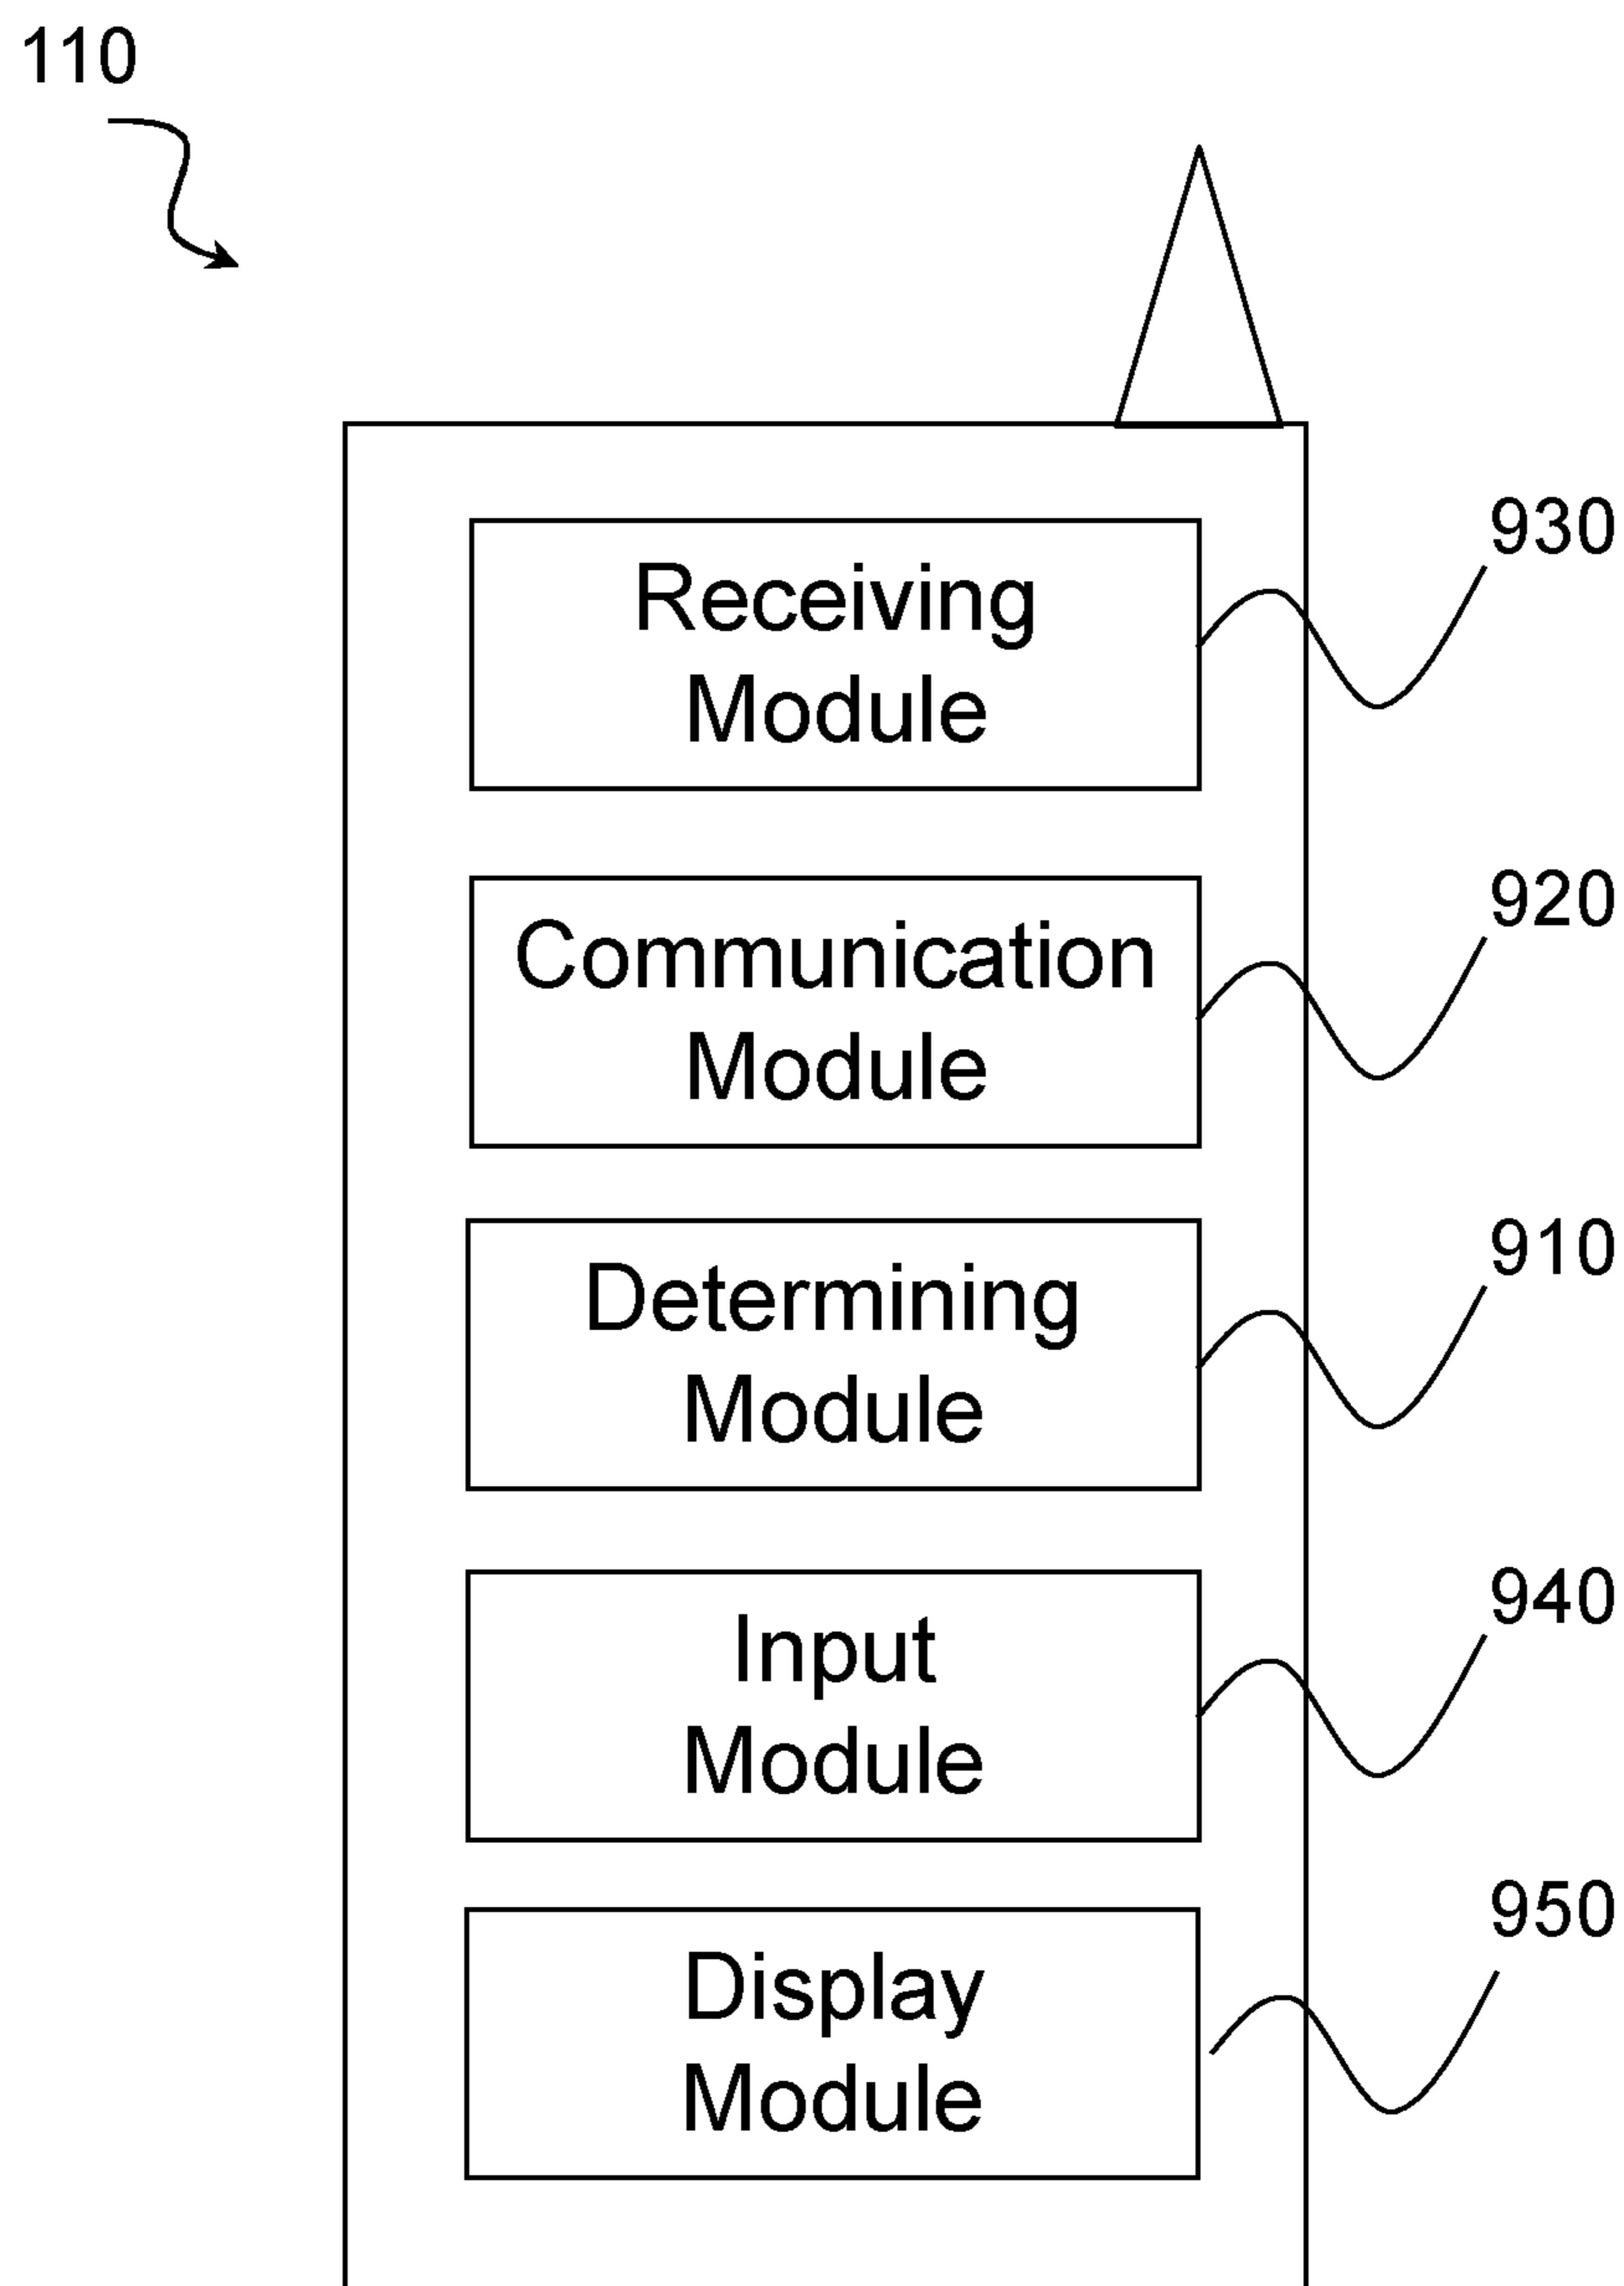 110
930
Receiving
Module
920
Communication
Module
910
Determining
Module
940
Input
Module
950
Display
Module